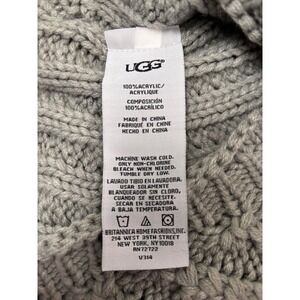 UGG
100% ACRYLIC/
ACRYLIQUE
COMPOSICIÓN
100% ACRÍLICO
MADE IN CHINA
FABRIQUÉ EN CHINE
HECHO EN CHINA
MACHINE WASH COLD.
ONLY NON-CHLORINE
BLEACH WHEN NEEDED.
TUMBLE DRY LOW.
LAVADO TIBIO EN LAVADORA.
USAR SOLAMENTE
BLANQUEADOR SIN CLORO,
CUANDO SE NECESITE.
SECAR EN SECADORA
A BAJA TEMPERATURA.
BRITANNICA HOME FASHIONS, INC.
214 WEST 39TH STREET
NEW YORK, NY 10018
RN72722
V314